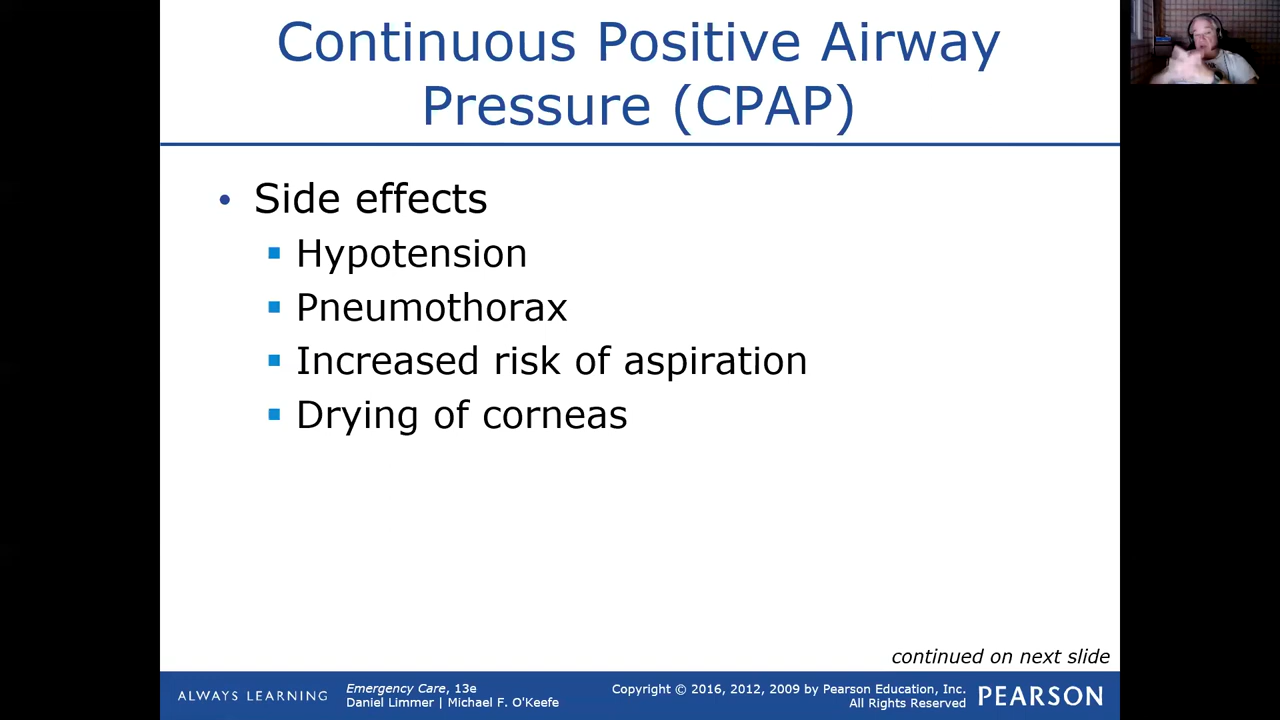 Continuous Positive Airway
Pressure (CPAP)
• Side effects
▪ Hypotension
▪ Pneumothorax
▪ Increased risk of aspiration
▪ Drying of corneas
continued on next slide
ALWAYS LEARNING
Emergency Care, 13e
Daniel Limmer | Michael F. O'Keefe
Copyright © 2016, 2012, 2009 by Pearson Education, Inc.
All Rights Reserved
PEARSON